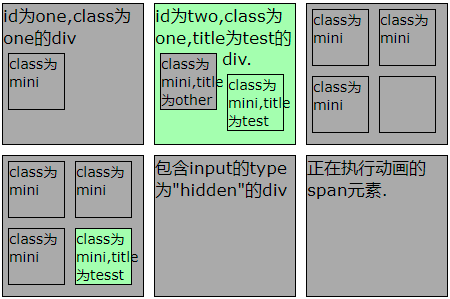 id为one,class为
one的div
class为
mini
id为two,class为
one,title为test的
div.
class为
mini,title
为other
class为
mini,title
为test
class为
mini
class为
mini
class为
mini
class为
mini
class为
mini
class为
mini
class为
mini,title
为tesst
包含input的type
为"hidden"的div
正在执行动画的
span元素.